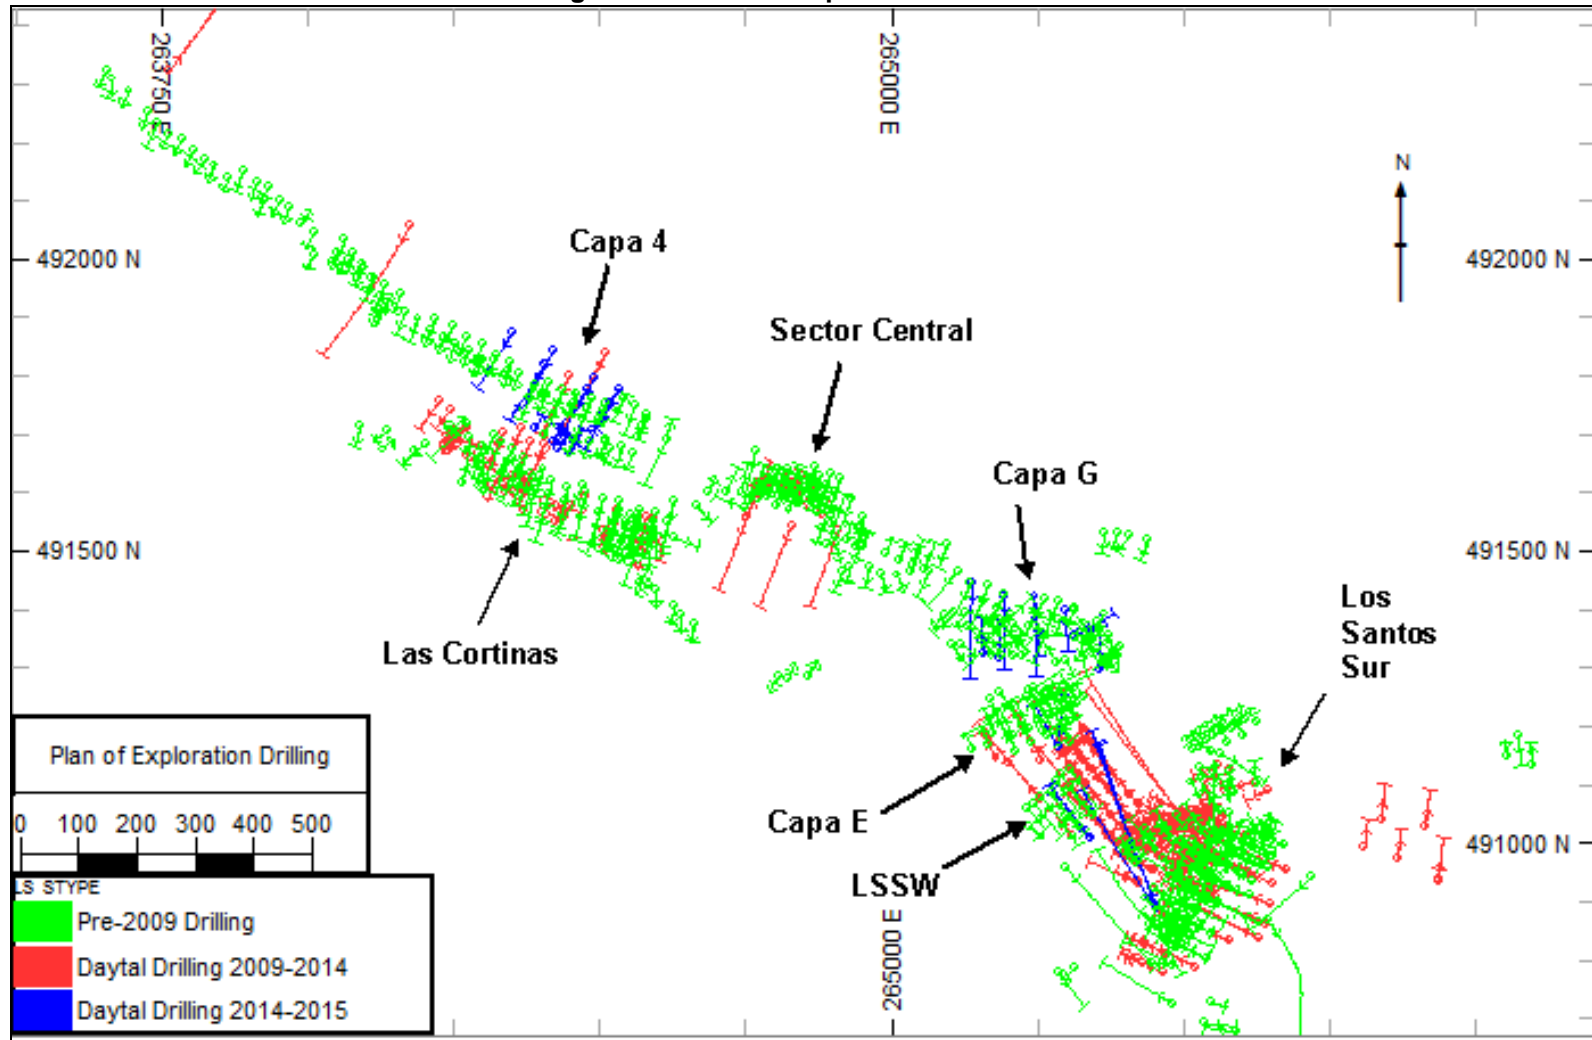 263750 E
265000 E
N
Capa 4
492000 N
492000 N
Sector Central
Capa G
491500 N
491500 N
Los
Santos
Sur
Las Cortinas
Plan of Exploration Drilling
0 100 200 300 400 500
Capa E
491000 N
LSSW
LS STYPE
Pre-2009 Drilling
265000 E
Daytal Drilling 2009-2014
Daytal Drilling 2014-2015